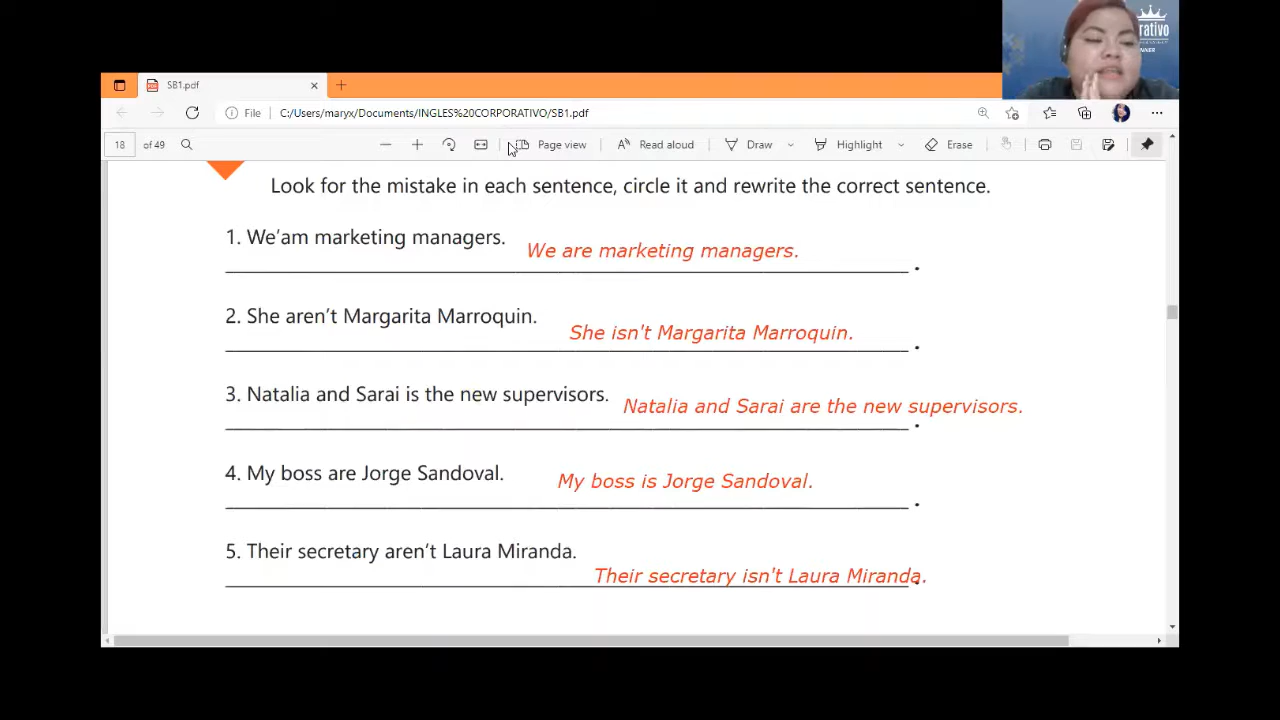 rativo
NNER
SB1.pdf
File C:/Users/maryx/Documents/INGLES%20CORPORATIVO/SB1.pdf
18 of 49 Page view Read aloud Draw Highlight Erase
Look for the mistake in each sentence, circle it and rewrite the correct sentence.
1. We'am marketing managers.
We are marketing managers.
2. She aren't Margarita Marroquin.
She isn't Margarita Marroquin.
3. Natalia and Sarai is the new supervisors.
Natalia and Sarai are the new supervisors.
4. My boss are Jorge Sandoval.
My boss is Jorge Sandoval.
5. Their secretary aren't Laura Miranda.
Their secretary isn't Laura Miranda.